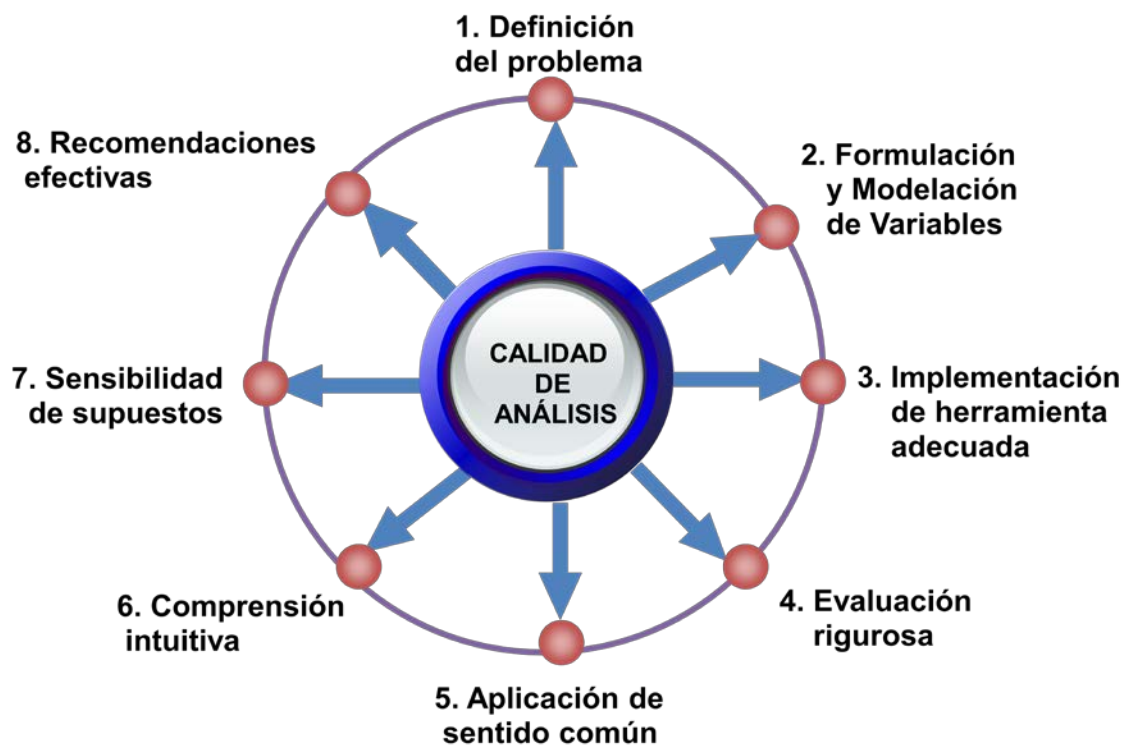 1. Definición
del problema
2. Formulación
y Modelación
de Variables
3. Implementación
de herramienta
adecuada
4. Evaluación
rigurosa
5. Aplicación de
sentido común
6. Comprensión
intuitiva
7. Sensibilidad
de supuestos
8. Recomendaciones
efectivas
CALIDAD
DE
ANÁLISIS